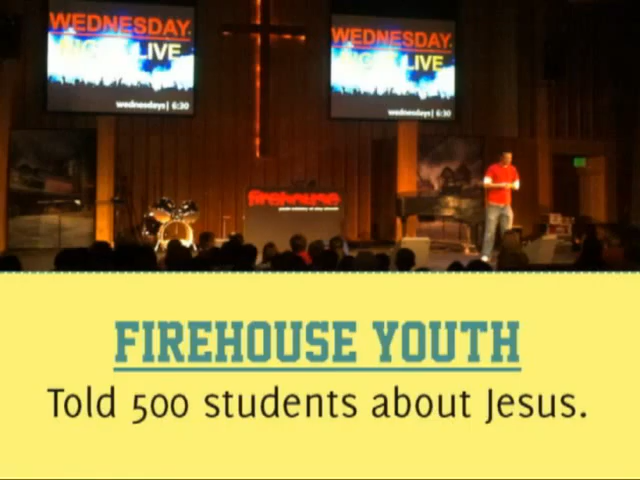 WEDNESDAY
NIGHT LIVE
wednesdays| 6:30
WEDNESDAY
NIGHT LIVE
wednesdays| 6:30
firehouse
FIREHOUSE YOUTH
Told 500 students about Jesus.